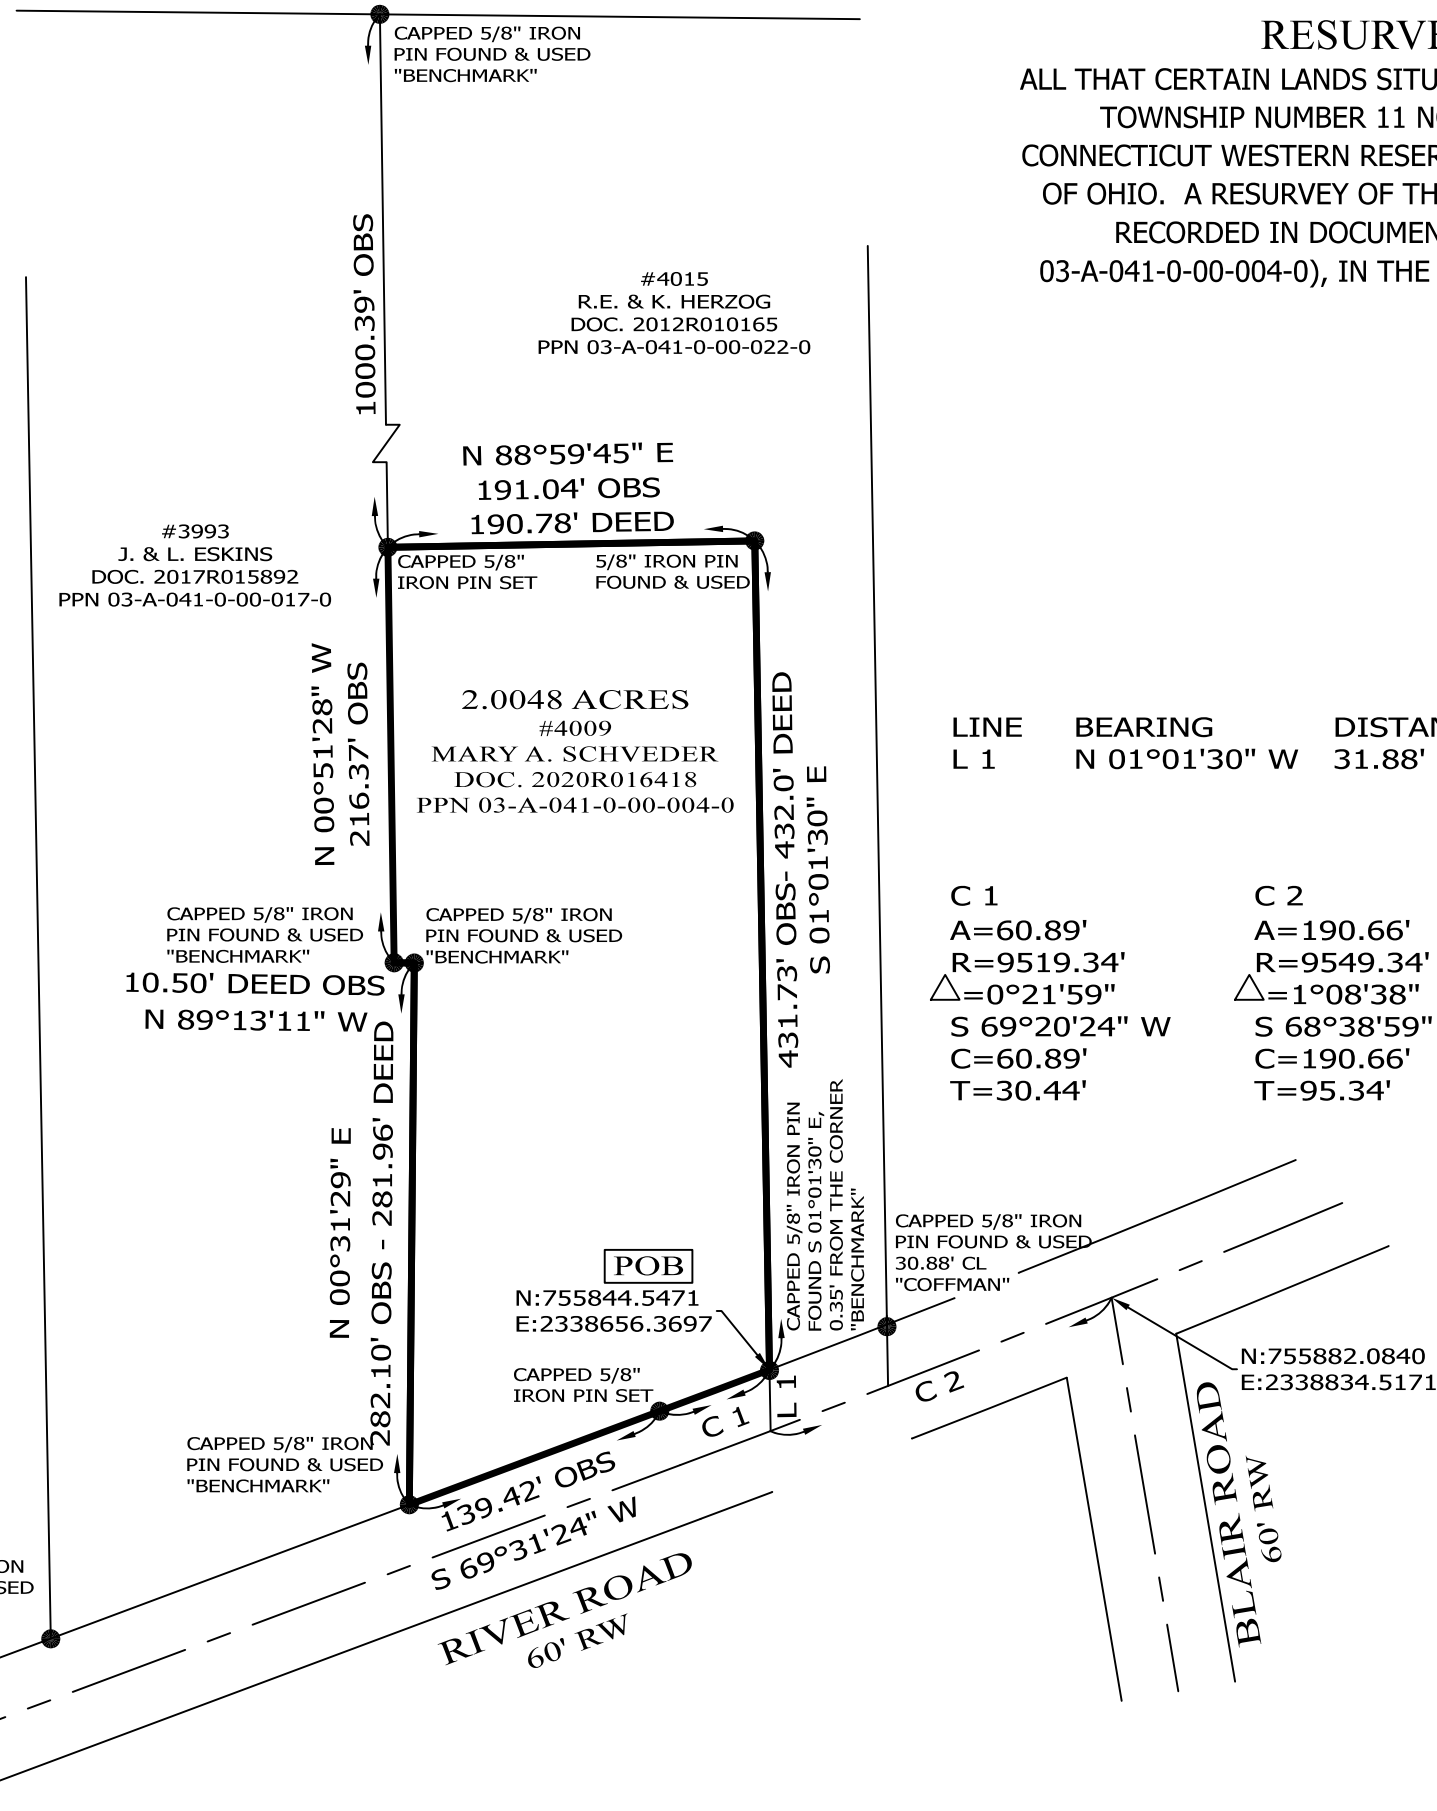 CAPPED 5/8" IRON
PIN FOUND & USED
"BENCHMARK"
RESURVE
ALL THAT CERTAIN LANDS SITU
TOWNSHIP NUMBER 11 NO
CONNECTICUT WESTERN RESER
OF OHIO. A RESURVEY OF TH
RECORDED IN DOCUMEN
03-A-041-0-00-004-0), IN THE
1000.39' OBS
#4015
R.E. & K. HERZOG
DOC. 2012R010165
PPN 03-A-041-0-00-022-0
N 88°59'45" E
191.04' OBS
190.78' DEED
#3993
J. & L. ESKINS
DOC. 2017R015892
PPN 03-A-041-0-00-017-0
CAPPED 5/8"
IRON PIN SET
5/8" IRON PIN
FOUND & USED
N 00°51'28" W
216.37' OBS
2.0048 ACRES
#4009
MARY A. SCHVEDER
DOC. 2020R016418
PPN 03-A-041-0-00-004-0
431.73' OBS- 432.0' DEED
S 01°01'30" E
LINE BEARING DISTAN
L 1 N 01°01'30" W 31.88'
C 1
A=60.89'
R=9519.34'
△=0°21'59"
S 69°20'24" W
C=60.89'
T=30.44'
C 2
A=190.66'
R=9549.34'
△=1°08'38"
S 68°38'59"
C=190.66'
T=95.34'
CAPPED 5/8" IRON
PIN FOUND & USED
"BENCHMARK"
CAPPED 5/8" IRON
PIN FOUND & USED
"BENCHMARK"
10.50' DEED OBS
N 89°13'11" W
N 00°31'29" E
282.10' OBS - 281.96' DEED
CAPPED 5/8" IRON PIN
FOUND S 01°01'30" E,
0.35' FROM THE CORNER
"BENCHMARK"
CAPPED 5/8" IRON
PIN FOUND & USED
30.88' CL
"COFFMAN"
POB
N:755844.5471
E:2338656.3697
CAPPED 5/8"
IRON PIN SET
N:755882.0840
E:2338834.5171
C 1
L 1
C 2
CAPPED 5/8" IRON
PIN FOUND & USED
"BENCHMARK"
139.42' OBS
S 69°31'24" W
RIVER ROAD
60' RW
BLAIR ROAD
60' RW
ON
SED